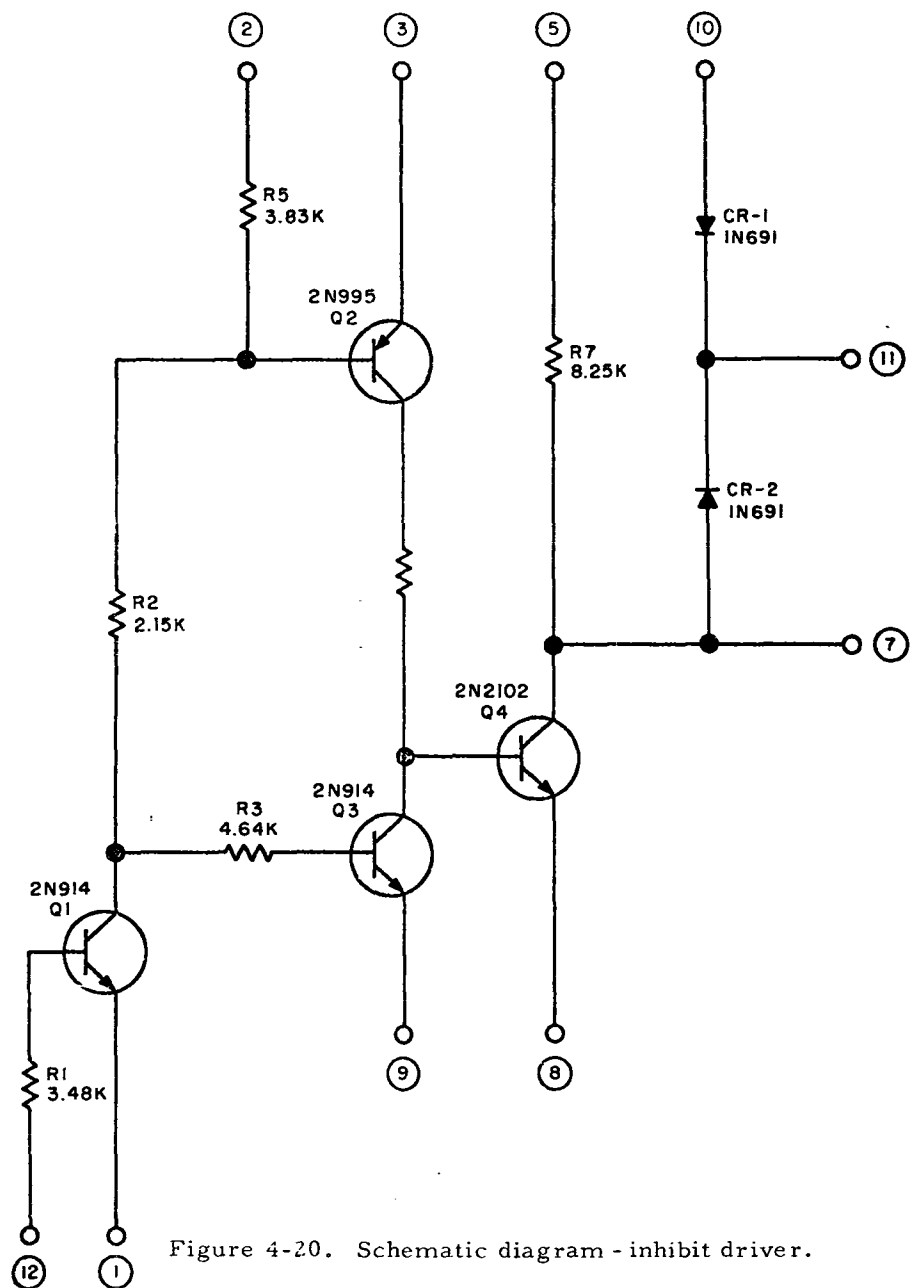 2
3
5
10
R5
3.83K
CR-1
1N691
2N995
Q2
R7
8.25K
11
CR-2
1N691
R2
2.15K
7
2N2102
Q4
2N914
Q3
R3
4.64K
2N914
Q1
9
8
R1
3.48K
12
1
Figure 4-20. Schematic diagram - inhibit driver.